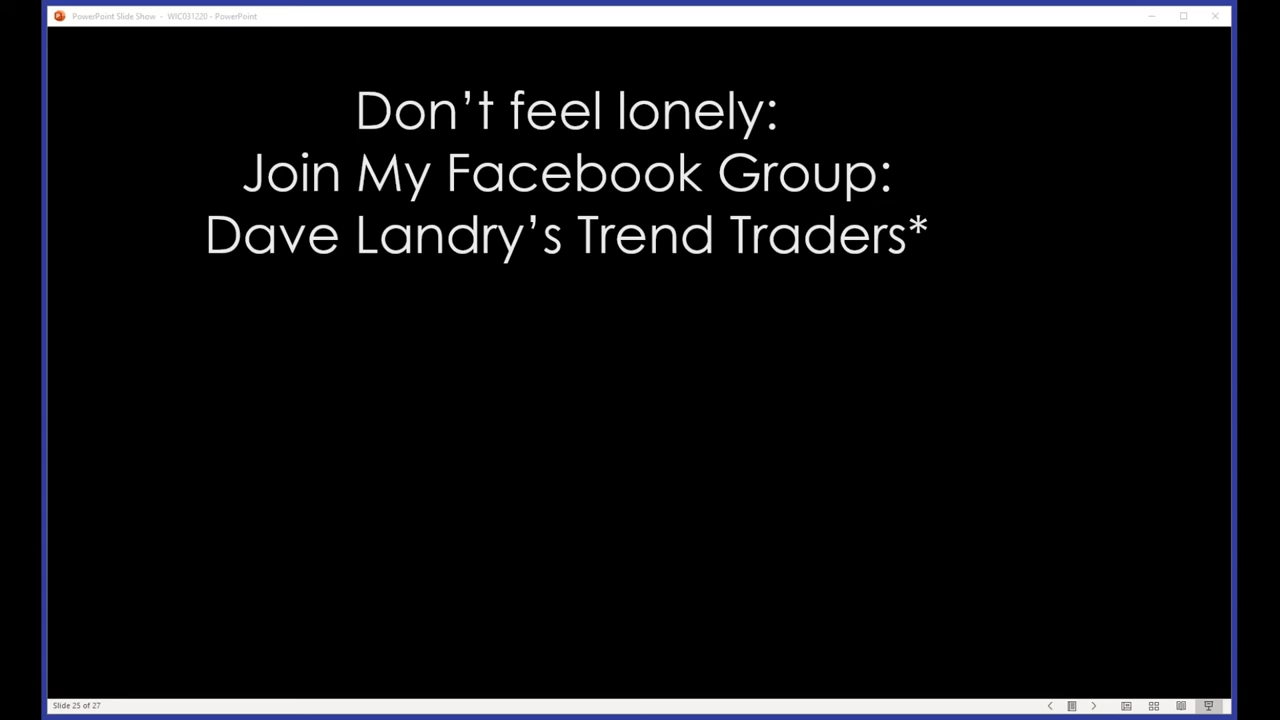 PowerPoint Slide Show - WIC031220 - PowerPoint
Don’t feel lonely:
Join My Facebook Group:
Dave Landry’s Trend Traders*
Slide 25 of 27